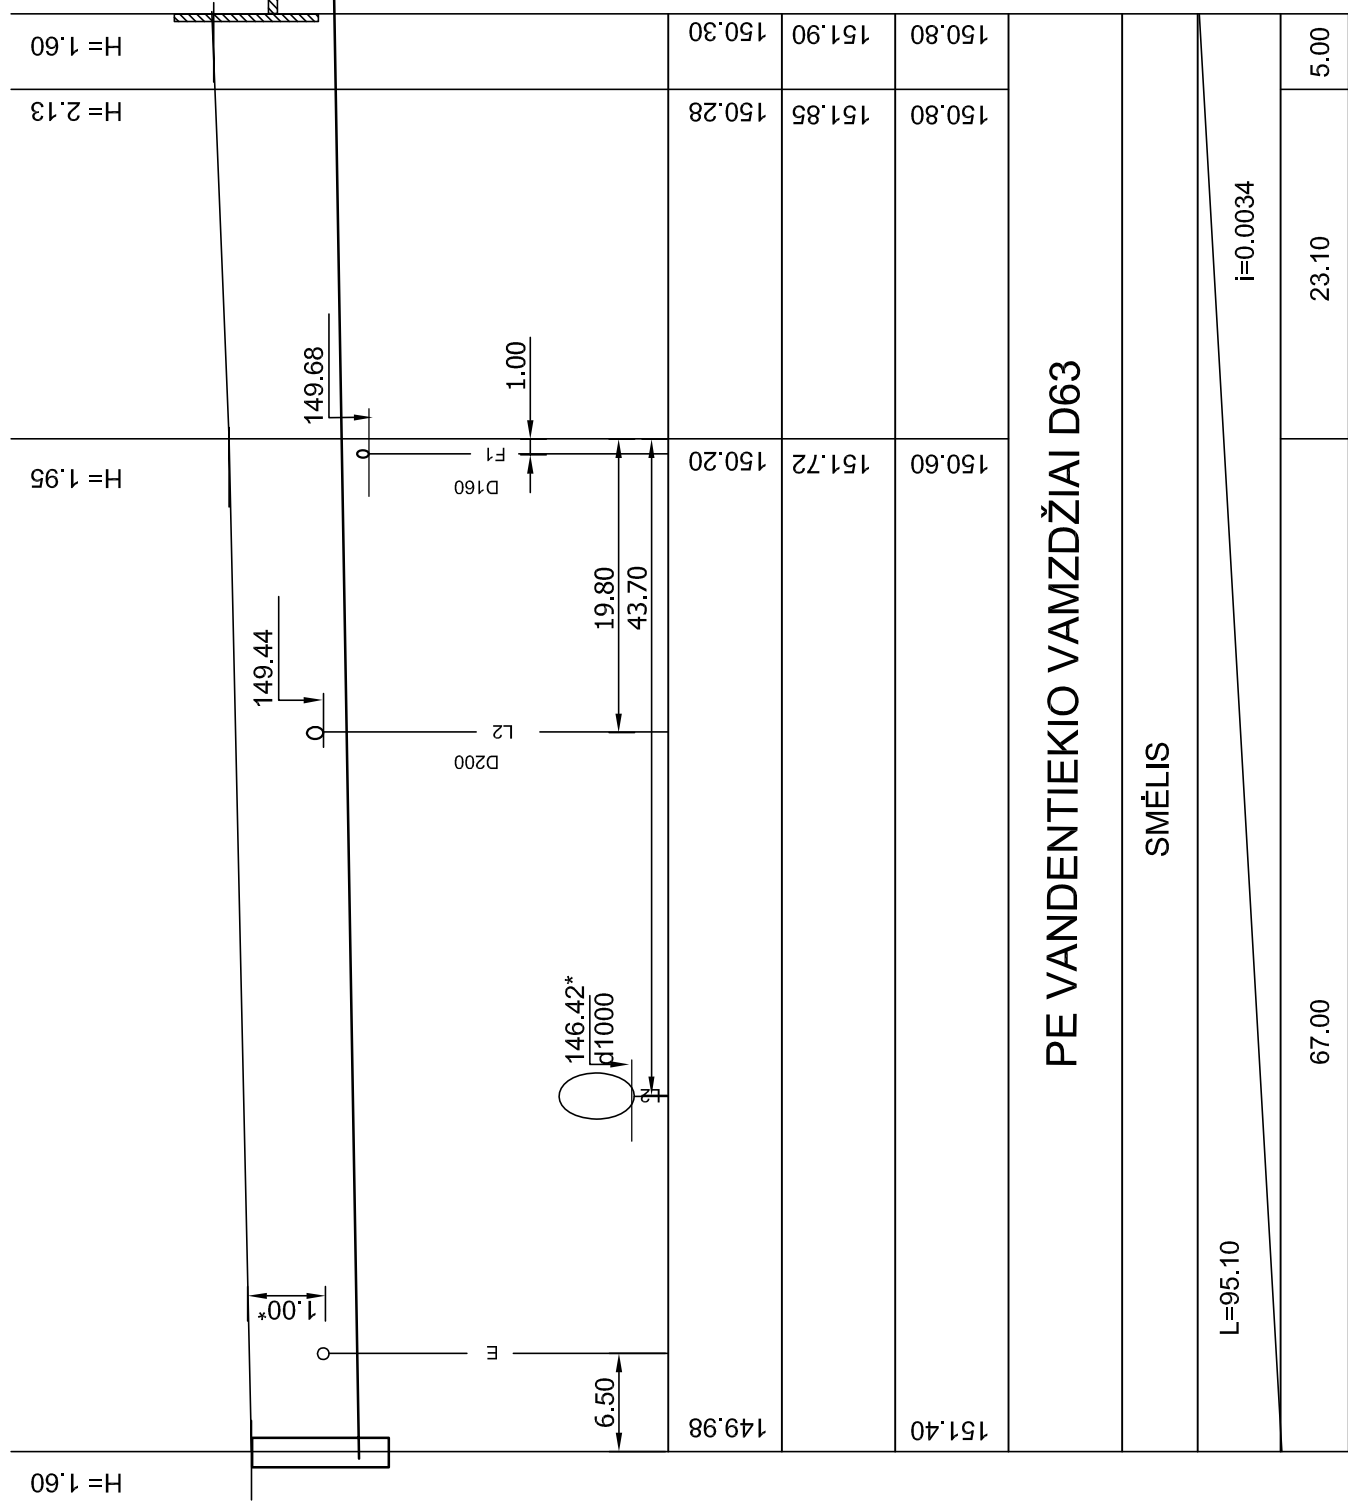 H= 1.60
150.30
151.90
150.80
5.00
H= 2.13
150.28
151.85
150.80
i=0.0034
23.10
149.68
1.00
F1
D160
H= 1.95
150.20
151.72
150.60
19.80
43.70
149.44
L2
D200
PE VANDENTIEKIO VAMZDŽIAI D63
SMĖLIS
146.42*
d1000
L2
67.00
1.00*
E
6.50
L=95.10
149.98
151.40
H= 1.60